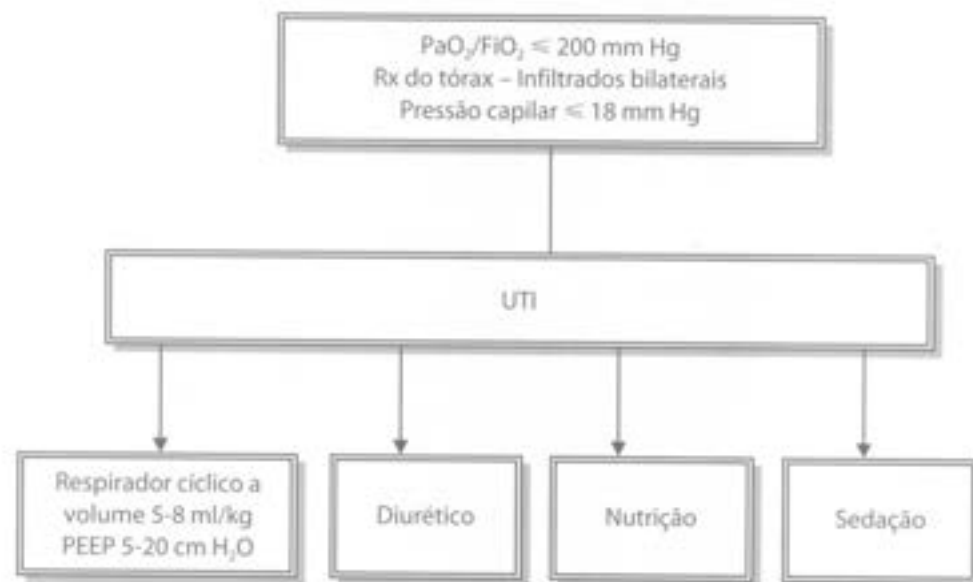 PaO₂/FiO₂ ⩽ 200 mm Hg
Rx do tórax – Infiltrados bilaterais
Pressão capilar ⩽ 18 mm Hg
UTI
Respirador cíclico a
volume 5-8 ml/kg
PEEP 5-20 cm H₂O
Diurético
Nutrição
Sedação